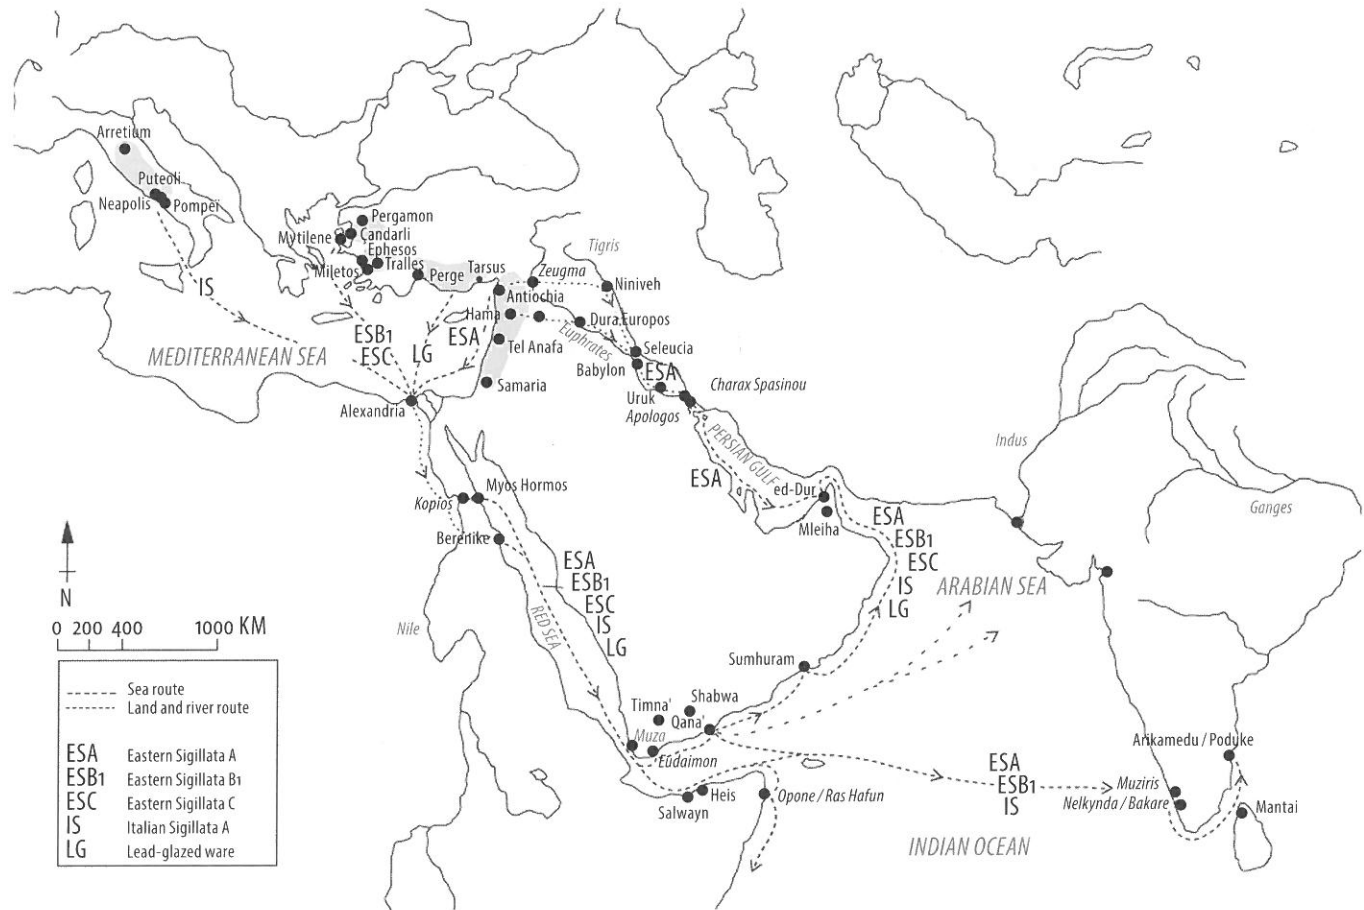 Arretium
Puteoli
Neapolis
Pompeï
Pergamon
Mytilene
Candarli
Ephesos
Miletos
Tralles
Perge
Tarsus
Zeugma
Tigris
Niniveh
Antiochia
Hama
Dura Europos
Euphrates
IS
ESB1
ESC
LG
ESA
MEDITERRANEAN SEA
Tel Anafa
Seleucia
Babylon
ESA
Samaria
Charax Spasinou
Uruk
Apologos
Alexandria
PERSIAN GULF
Indus
ESA
Myos Hormos
Kopios
ed-Dur
Mleiha
Ganges
Berenike
ESA
ESB1
ESC
IS
LG
ARABIAN SEA
ESA
ESB1
ESC
IS
LG
RED SEA
Nile
N
0 200 400 1000 KM
Sumhuram
Shabwa
Timna'
Qana'
Muza
Eudaimon
Salwayn
Heis
Opone / Ras Hafun
ESA
ESB1
IS
Arikamedu / Poduke
Muziris
Nelkynda / Bakare
Mantai
INDIAN OCEAN
Sea route
Land and river route
ESA Eastern Sigillata A
ESB1 Eastern Sigillata B1
ESC Eastern Sigillata C
IS Italian Sigillata A
LG Lead-glazed ware